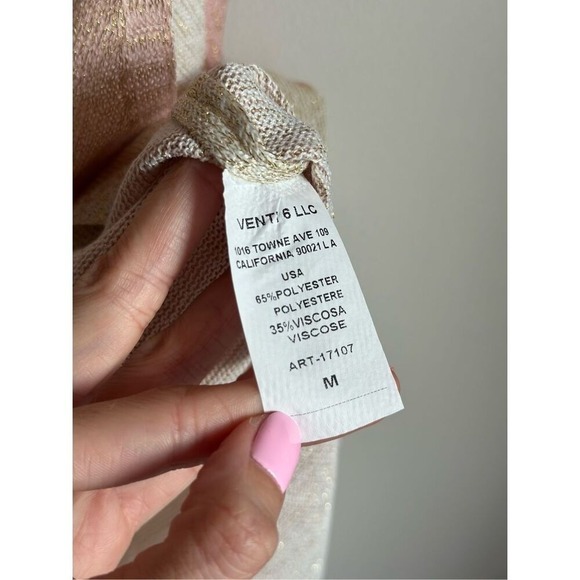 VENTI 6 LLC
1016 TOWNE AVE 109
CALIFORNIA 90021 L A
USA
65%POLYESTER
POLYESTERE
35%VISCOSA
VISCOSE
ART-17107
M